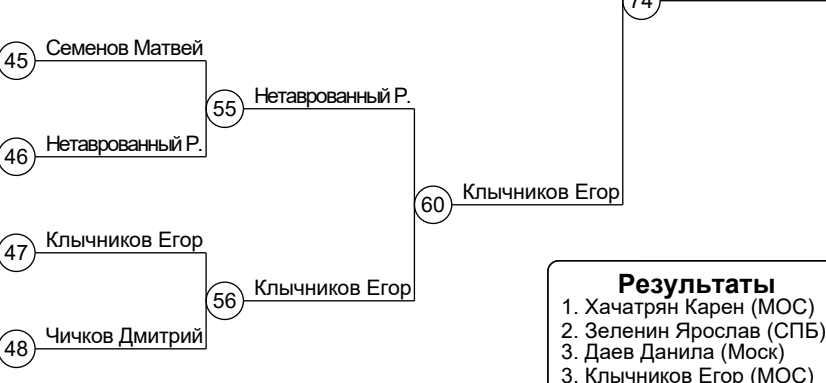 74
45
Семенов Матвей
55
Нетаврованный Р.
46
Нетаврованный Р.
60
Клычников Егор
47
Клычников Егор
56
Клычников Егор
48
Чичков Дмитрий
Результаты
1. Хачатрян Карен (МОС)
2. Зеленин Ярослав (СПБ)
3. Даев Данила (Моск)
3. Клычников Егор (МОС)